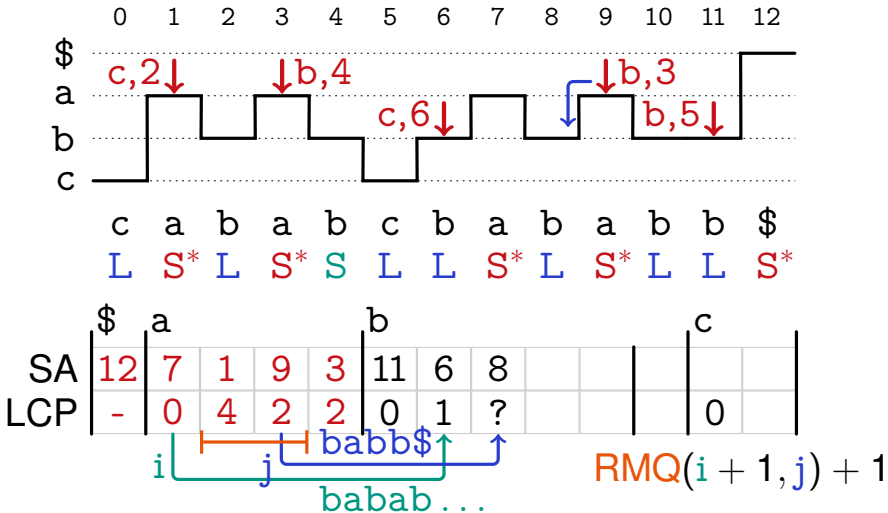 0 1 2 3 4 5 6 7 8 9 10 11 12
$
c,2 b,4 b,3
a
c,6 b,5
b
c
c a b a b c b a b a b b $
L S* L S* S L L S* L S* L L S*
$ a b c
SA 12 7 1 9 3 11 6 8
LCP - 0 4 2 2 0 1 ? 0
babb$
i j RMQ(i + 1, j) + 1
babab ...